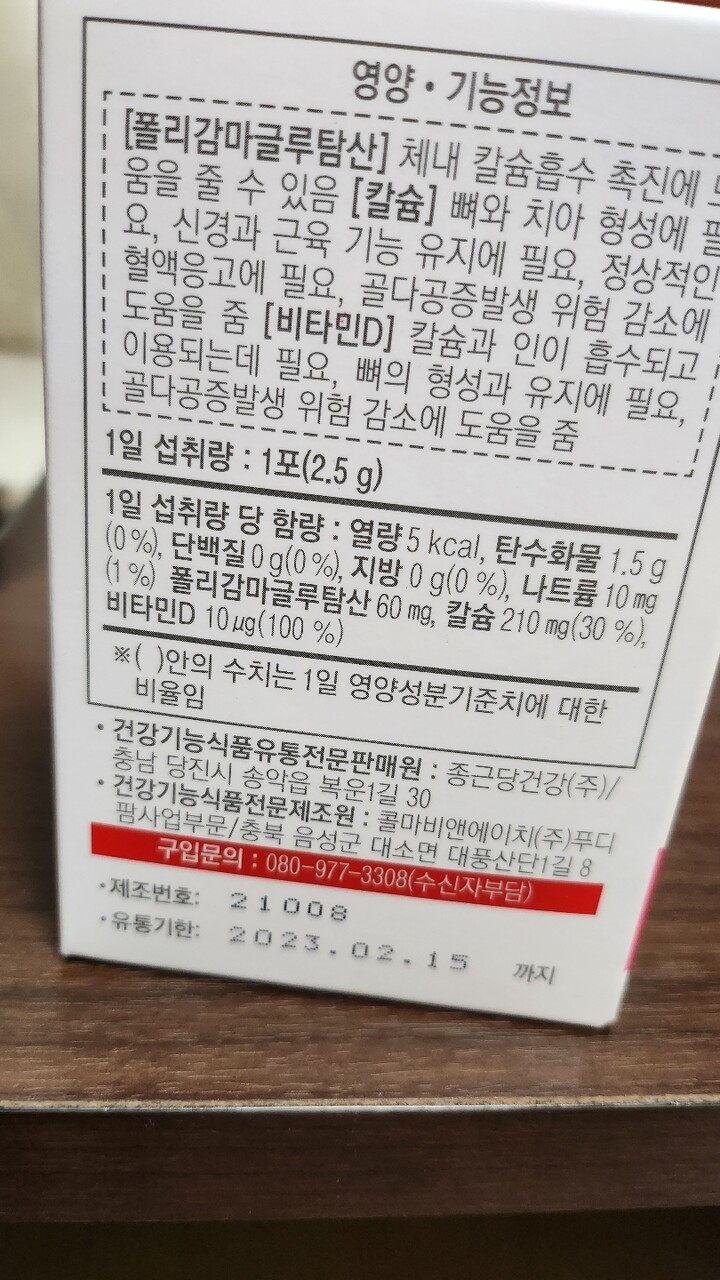 영양•기능정보
[폴리감마글루탐산] 체내 칼슘흡수 촉진에
움을 줄 수 있음 [칼슘] 뼈와 치아 형성에 필
요, 신경과 근육 기능 유지에 필요, 정상적인
혈액응고에 필요, 골다공증발생 위험 감소에
도움을 줌 [비타민D] 칼슘과 인이 흡수되고
이용되는데 필요, 뼈의 형성과 유지에 필요,
골다공증발생 위험 감소에 도움을 줌
1일 섭취량 : 1포(2.5 g)
1일 섭취량 당 함량 : 열량 5 kcal, 탄수화물 1.5 g
(0 %), 단백질 0 g(0 %), 지방 0 g(0 %), 나트륨 10 mg
(1 %) 폴리감마글루탐산 60 mg, 칼슘 210 mg(30 %),
비타민D 10 μg(100 %)
※( )안의 수치는 1일 영양성분기준치에 대한
비율임
• 건강기능식품유통전문판매원 : 종근당건강(주)/
충남 당진시 송악읍 복운1길 30
• 건강기능식품전문제조원 : 콜마비앤에이치(주)푸디
팜사업부문/충북 음성군 대소면 대풍산단1길 8
구입문의 : 080-977-3308(수신자부담)
•제조번호: 21008
•유통기한: 2023.02.15 까지